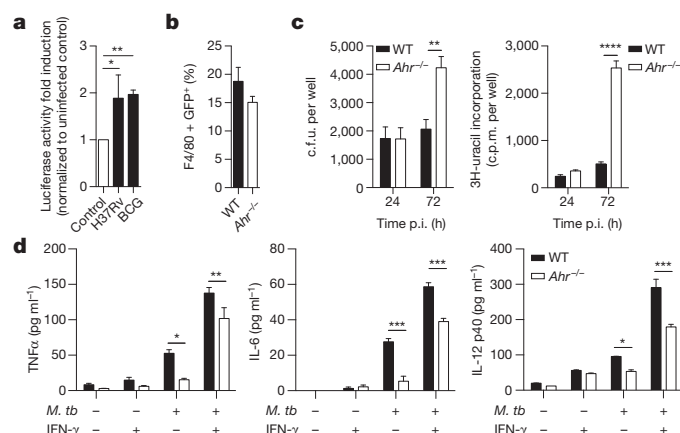 a
Luciferase activity fold induction
(normalized to uninfected control)
3
2
1
0
*
**
Control
H37Rv
BCG
b
F4/80 + GFP⁺ (%)
25
20
15
10
5
0
WT
Ahr⁻/⁻
c
c.f.u. per well
5,000
4,000
3,000
2,000
1,000
0
**
WT
Ahr⁻/⁻
24 72
Time p.i. (h)
3H-uracil incorporation
(c.p.m. per well)
3,000
2,000
1,000
0
****
WT
Ahr⁻/⁻
24 72
Time p.i. (h)
d
TNFα (pg ml⁻¹)
200
150
100
50
0
*
**
M. tb – – + +
IFN-γ – + – +
IL-6 (pg ml⁻¹)
80
60
40
20
0
***
***
– – + +
– + – +
IL-12 p40 (pg ml⁻¹)
400
300
200
100
0
*
***
WT
Ahr⁻/⁻
– – + +
– + – +